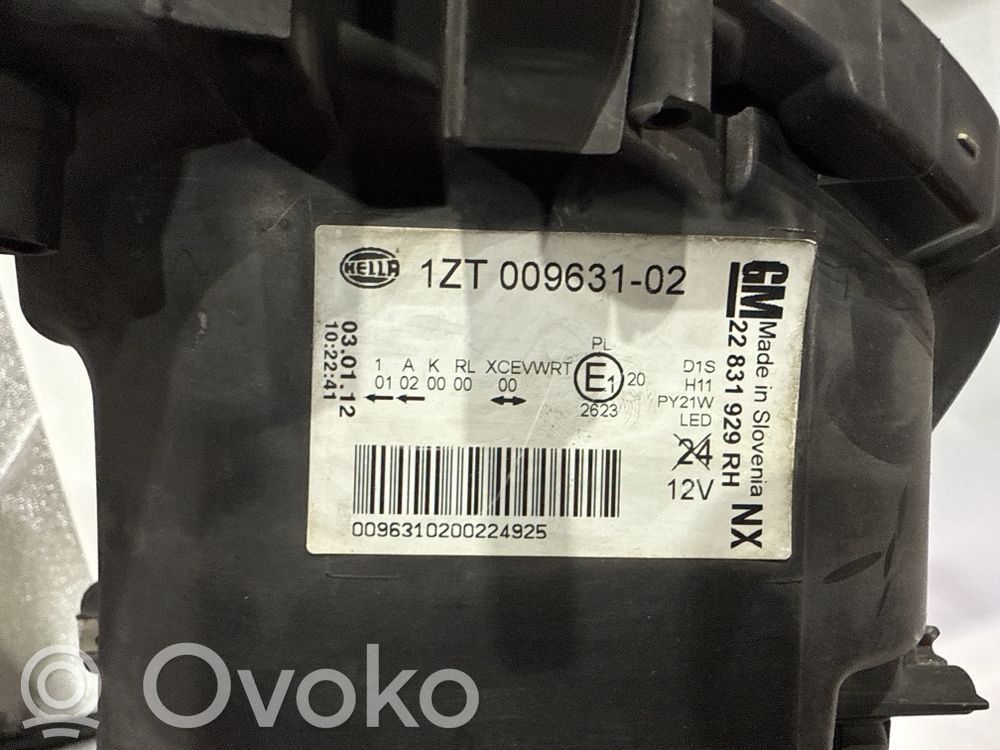 HELLA
1ZT 009631-02
03.01.12
10:22:41
1 A K RL XCEVWRT
01 02 00 00 00
PL
E1
20
2623
D1S
H11
PY21W
LED
24
12V
0096310200224925
GM
22 831 929 RH
Made in Slovenia
NX
Ovoko